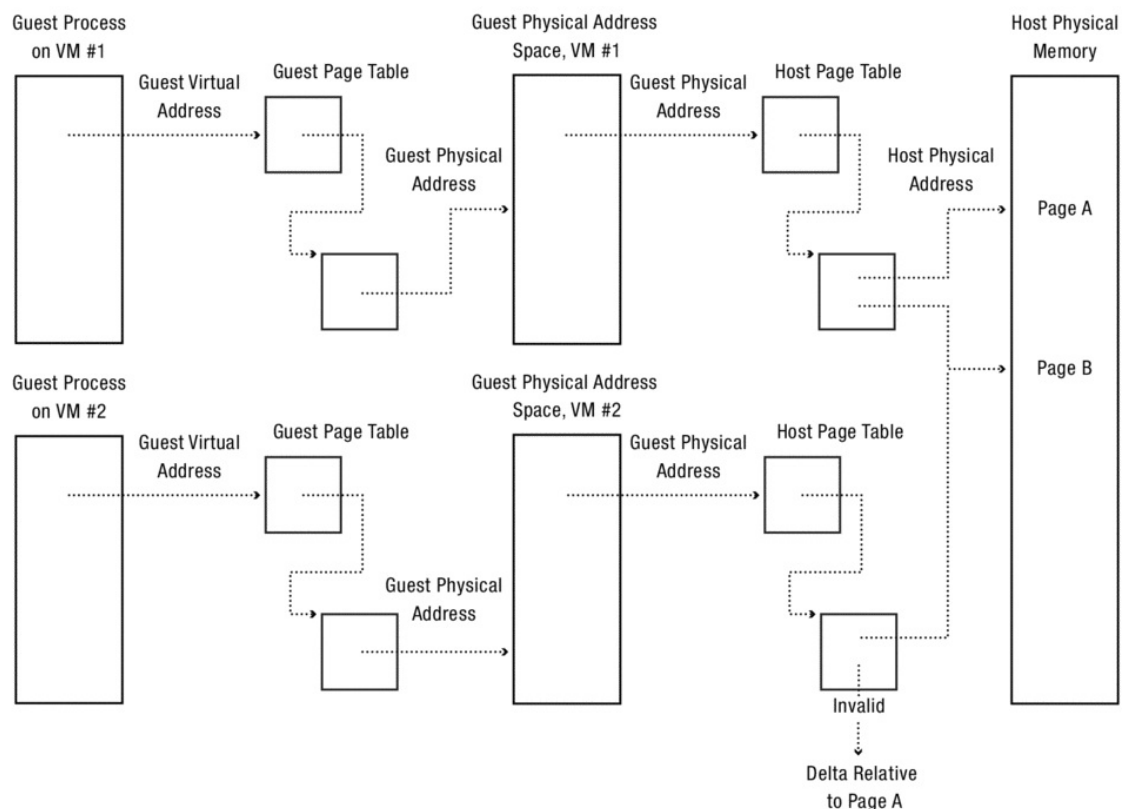 Guest Process
on VM #1
Guest Virtual
Address
Guest Page Table
Guest Physical
Address
Guest Physical Address
Space, VM #1
Guest Physical
Address
Host Page Table
Host Physical
Address
Host Physical
Memory
Page A
Page B
Guest Process
on VM #2
Guest Virtual
Address
Guest Page Table
Guest Physical
Address
Guest Physical Address
Space, VM #2
Guest Physical
Address
Host Page Table
Invalid
Delta Relative
to Page A